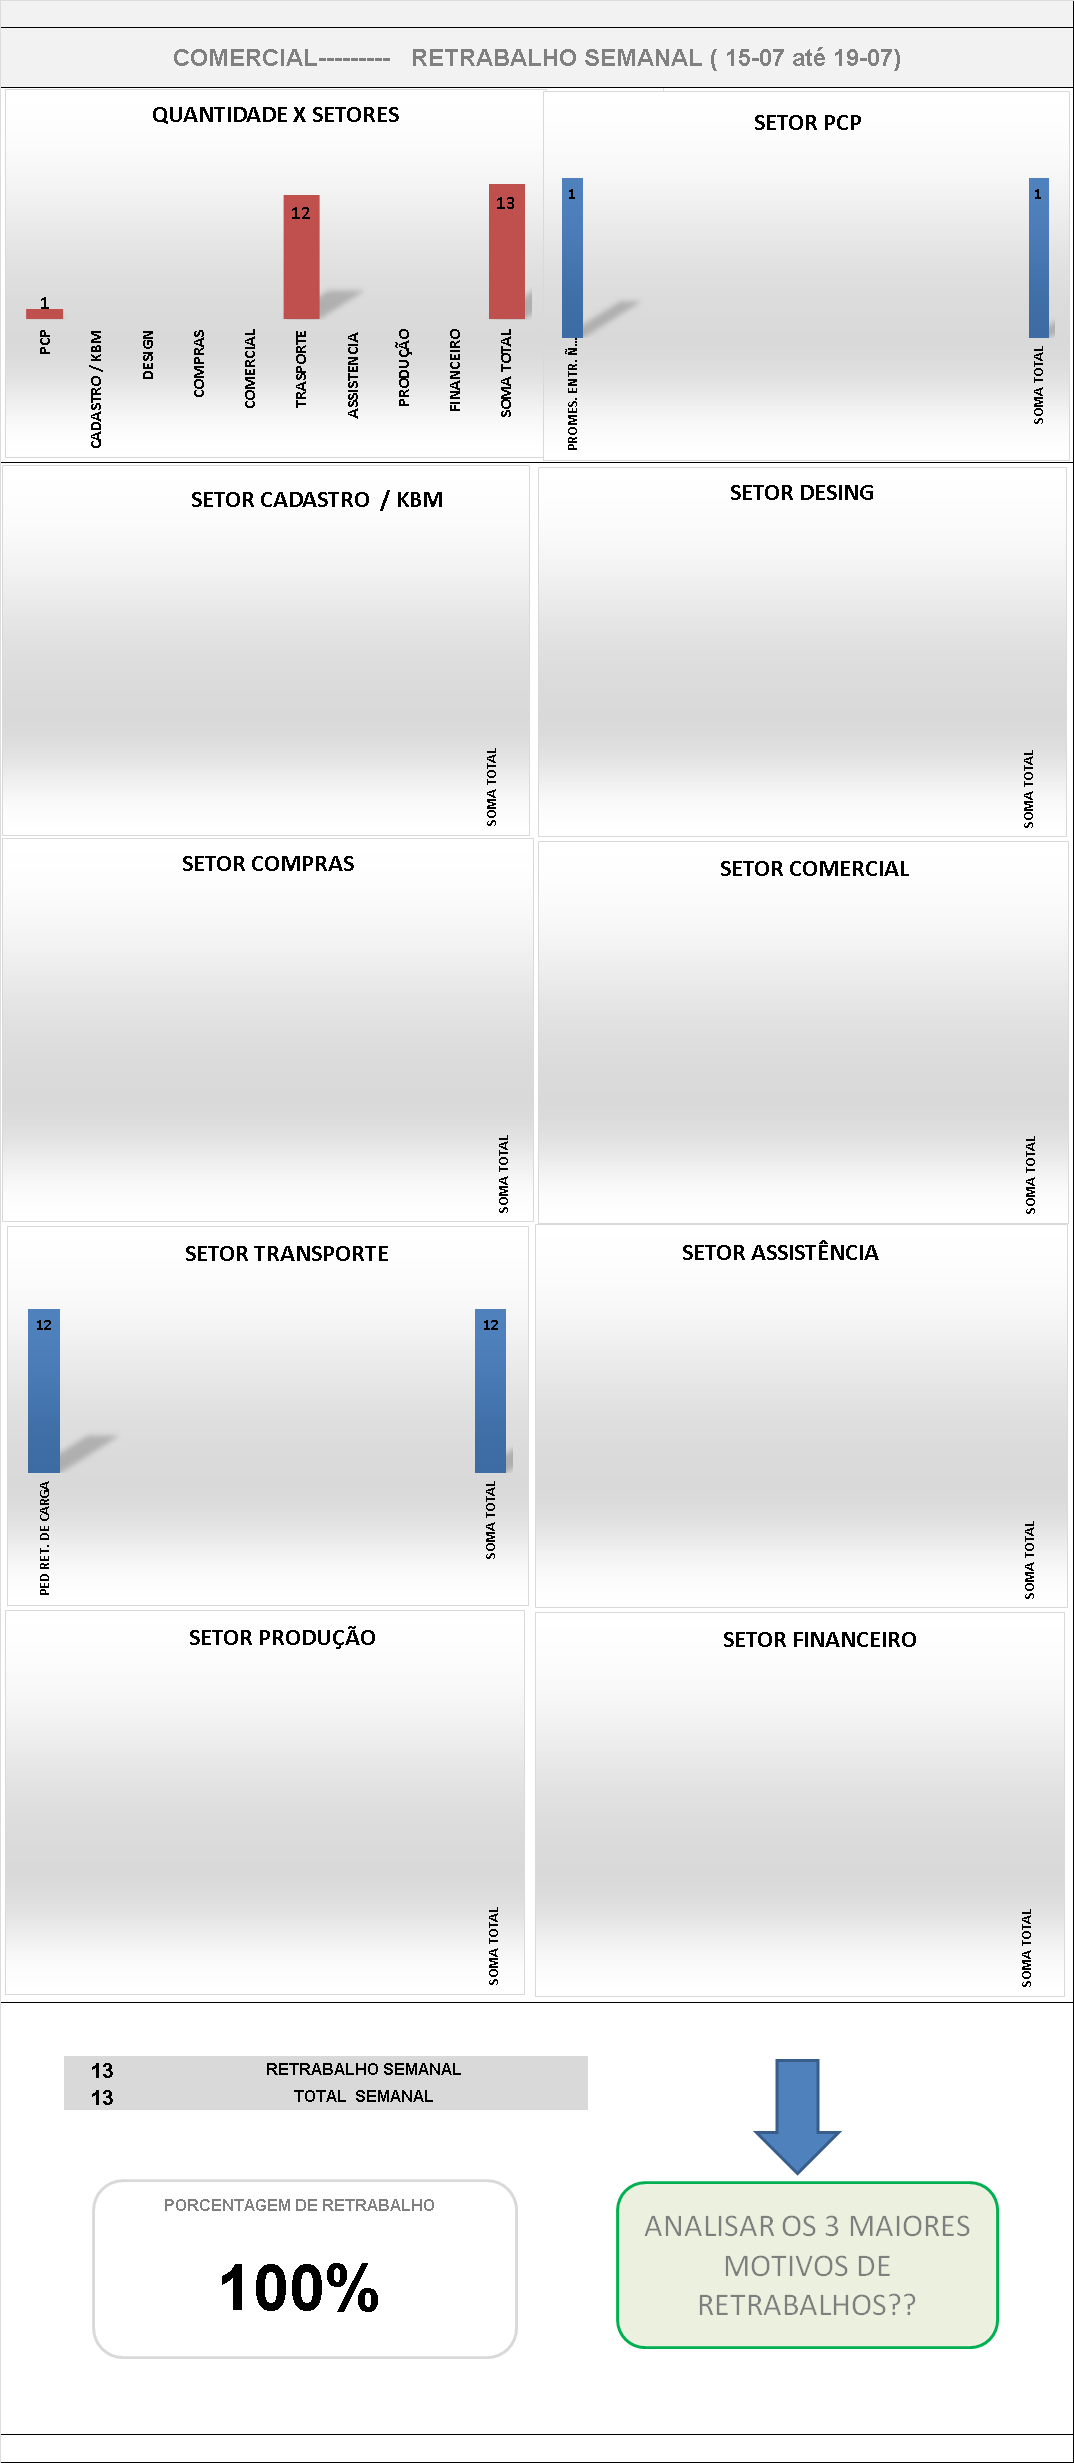 COMERCIAL--------- RETRABALHO SEMANAL ( 15-07 até 19-07)
QUANTIDADE X SETORES
1
12
13
PCP
CADASTRO / KBM
DESIGN
COMPRAS
COMERCIAL
TRASPORTE
ASSISTENCIA
PRODUÇÃO
FINANCEIRO
SOMA TOTAL
SETOR PCP
1
1
PROMES. ENTR. Ñ...
SOMA TOTAL
SETOR CADASTRO / KBM
SOMA TOTAL
SETOR DESING
SOMA TOTAL
SETOR COMPRAS
SOMA TOTAL
SETOR COMERCIAL
SOMA TOTAL
SETOR TRANSPORTE
12
12
PED RET. DE CARGA
SOMA TOTAL
SETOR ASSISTÊNCIA
SOMA TOTAL
SETOR PRODUÇÃO
SOMA TOTAL
SETOR FINANCEIRO
SOMA TOTAL
13 RETRABALHO SEMANAL
13 TOTAL SEMANAL
PORCENTAGEM DE RETRABALHO
100%
ANALISAR OS 3 MAIORES
MOTIVOS DE
RETRABALHOS??